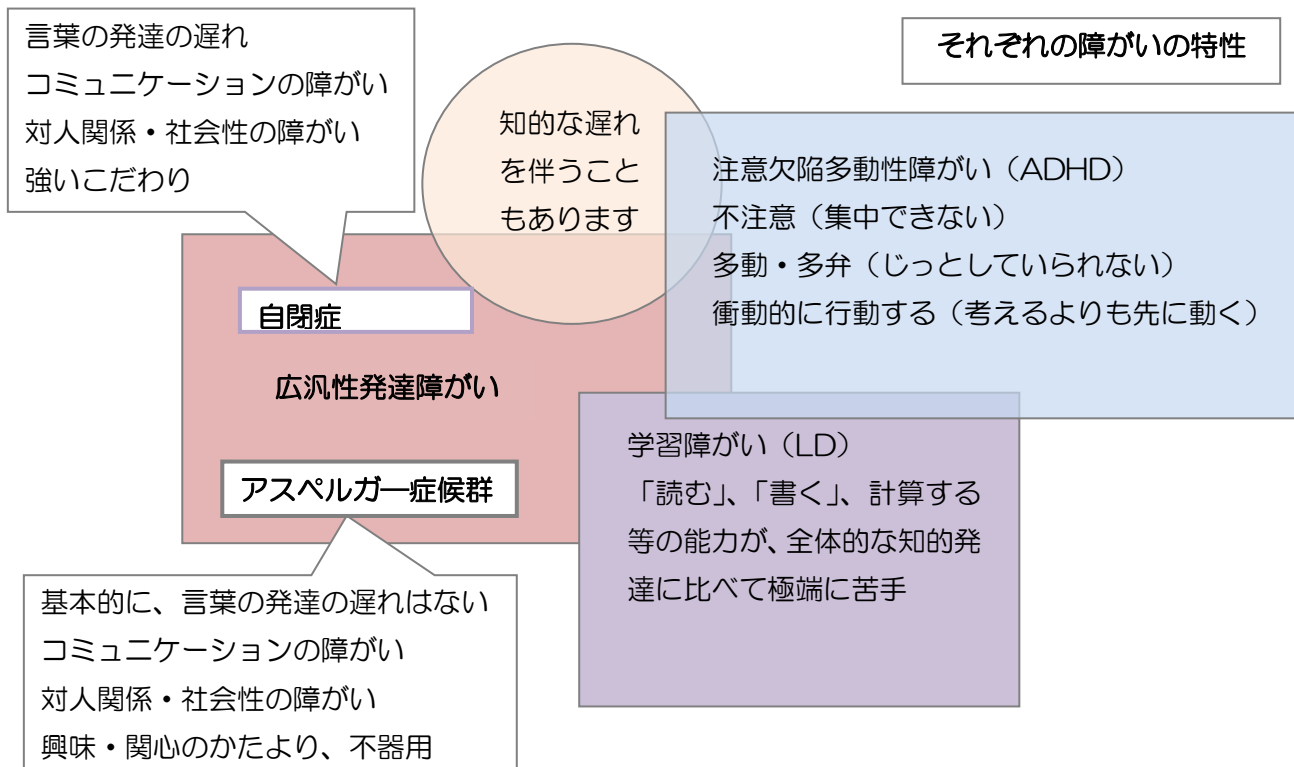 それぞれの障がいの特性
言葉の発達の遅れ
コミュニケーションの障がい
対人関係・社会性の障がい
強いこだわり
知的な遅れ
を伴うこと
もあります
注意欠陥多動性障がい（ADHD）
不注意（集中できない）
多動・多弁（じっとしていられない）
衝動的に行動する（考えるよりも先に動く）
自閉症
広汎性発達障がい
アスペルガ―症候群
学習障がい（LD）
「読む」、「書く」、計算する
等の能力が、全体的な知的発
達に比べて極端に苦手
基本的に、言葉の発達の遅れはない
コミュニケーションの障がい
対人関係・社会性の障がい
興味・関心のかたより、不器用